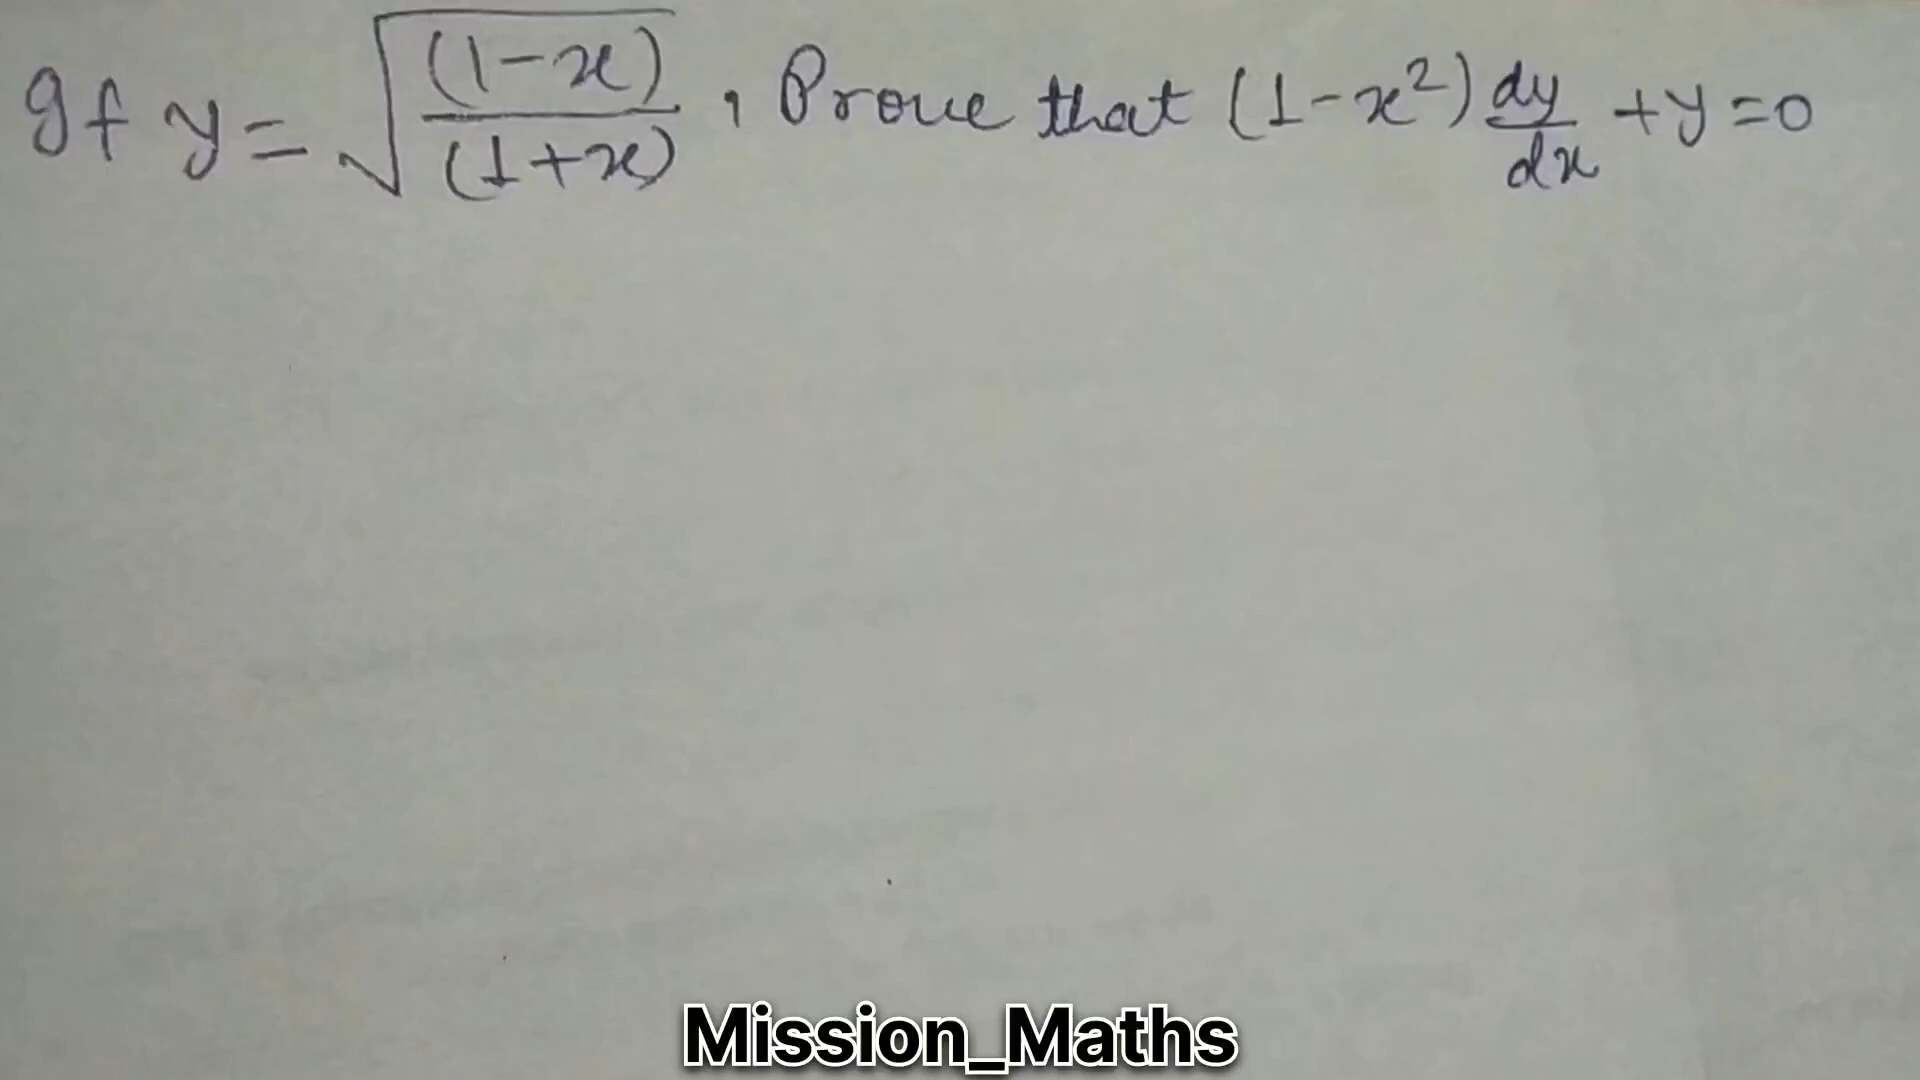 If y = √((1-x)/(1+x)), Prove that (1-x²) dy/dx + y = 0
Mission_Maths